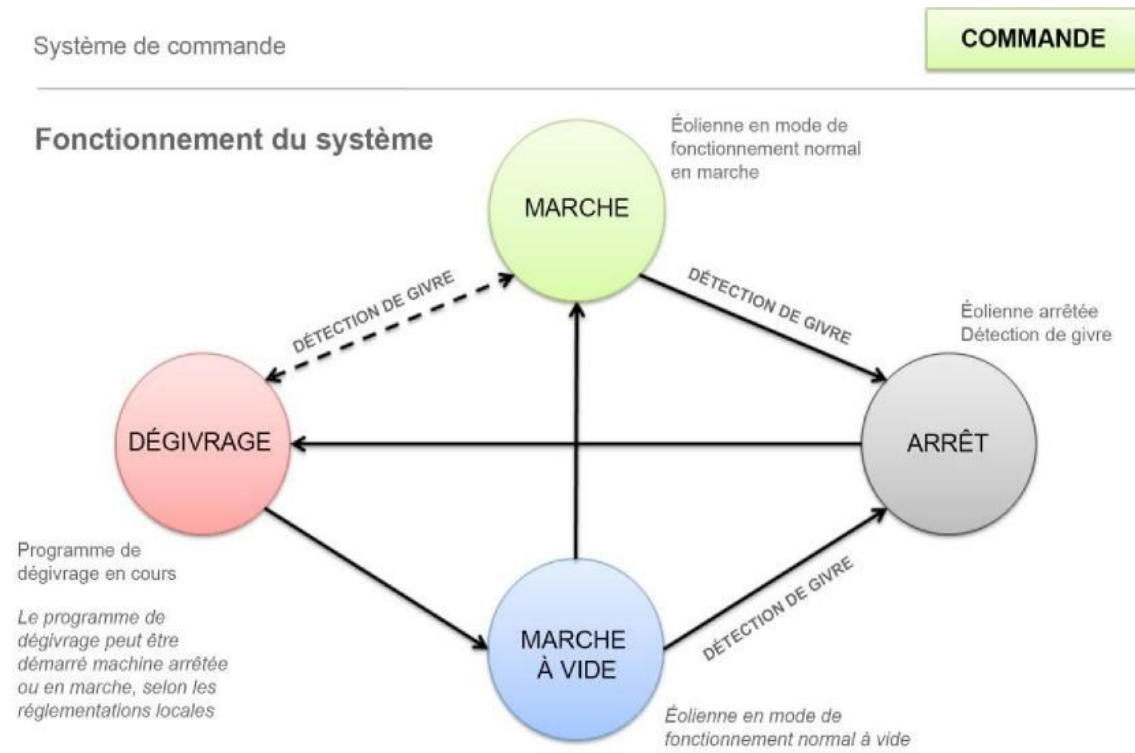 Système de commande
COMMANDE
Fonctionnement du système
Éolienne en mode de
fonctionnement normal
en marche
MARCHE
DÉTECTION DE GIVRE
DÉTECTION DE GIVRE
Éolienne arrêtée
Détection de givre
DÉGIVRAGE
ARRÊT
Programme de
dégivrage en cours
Le programme de
dégivrage peut être
démarré machine arrêtée
ou en marche, selon les
réglementations locales
MARCHE
À VIDE
DÉTECTION DE GIVRE
Éolienne en mode de
fonctionnement normal à vide